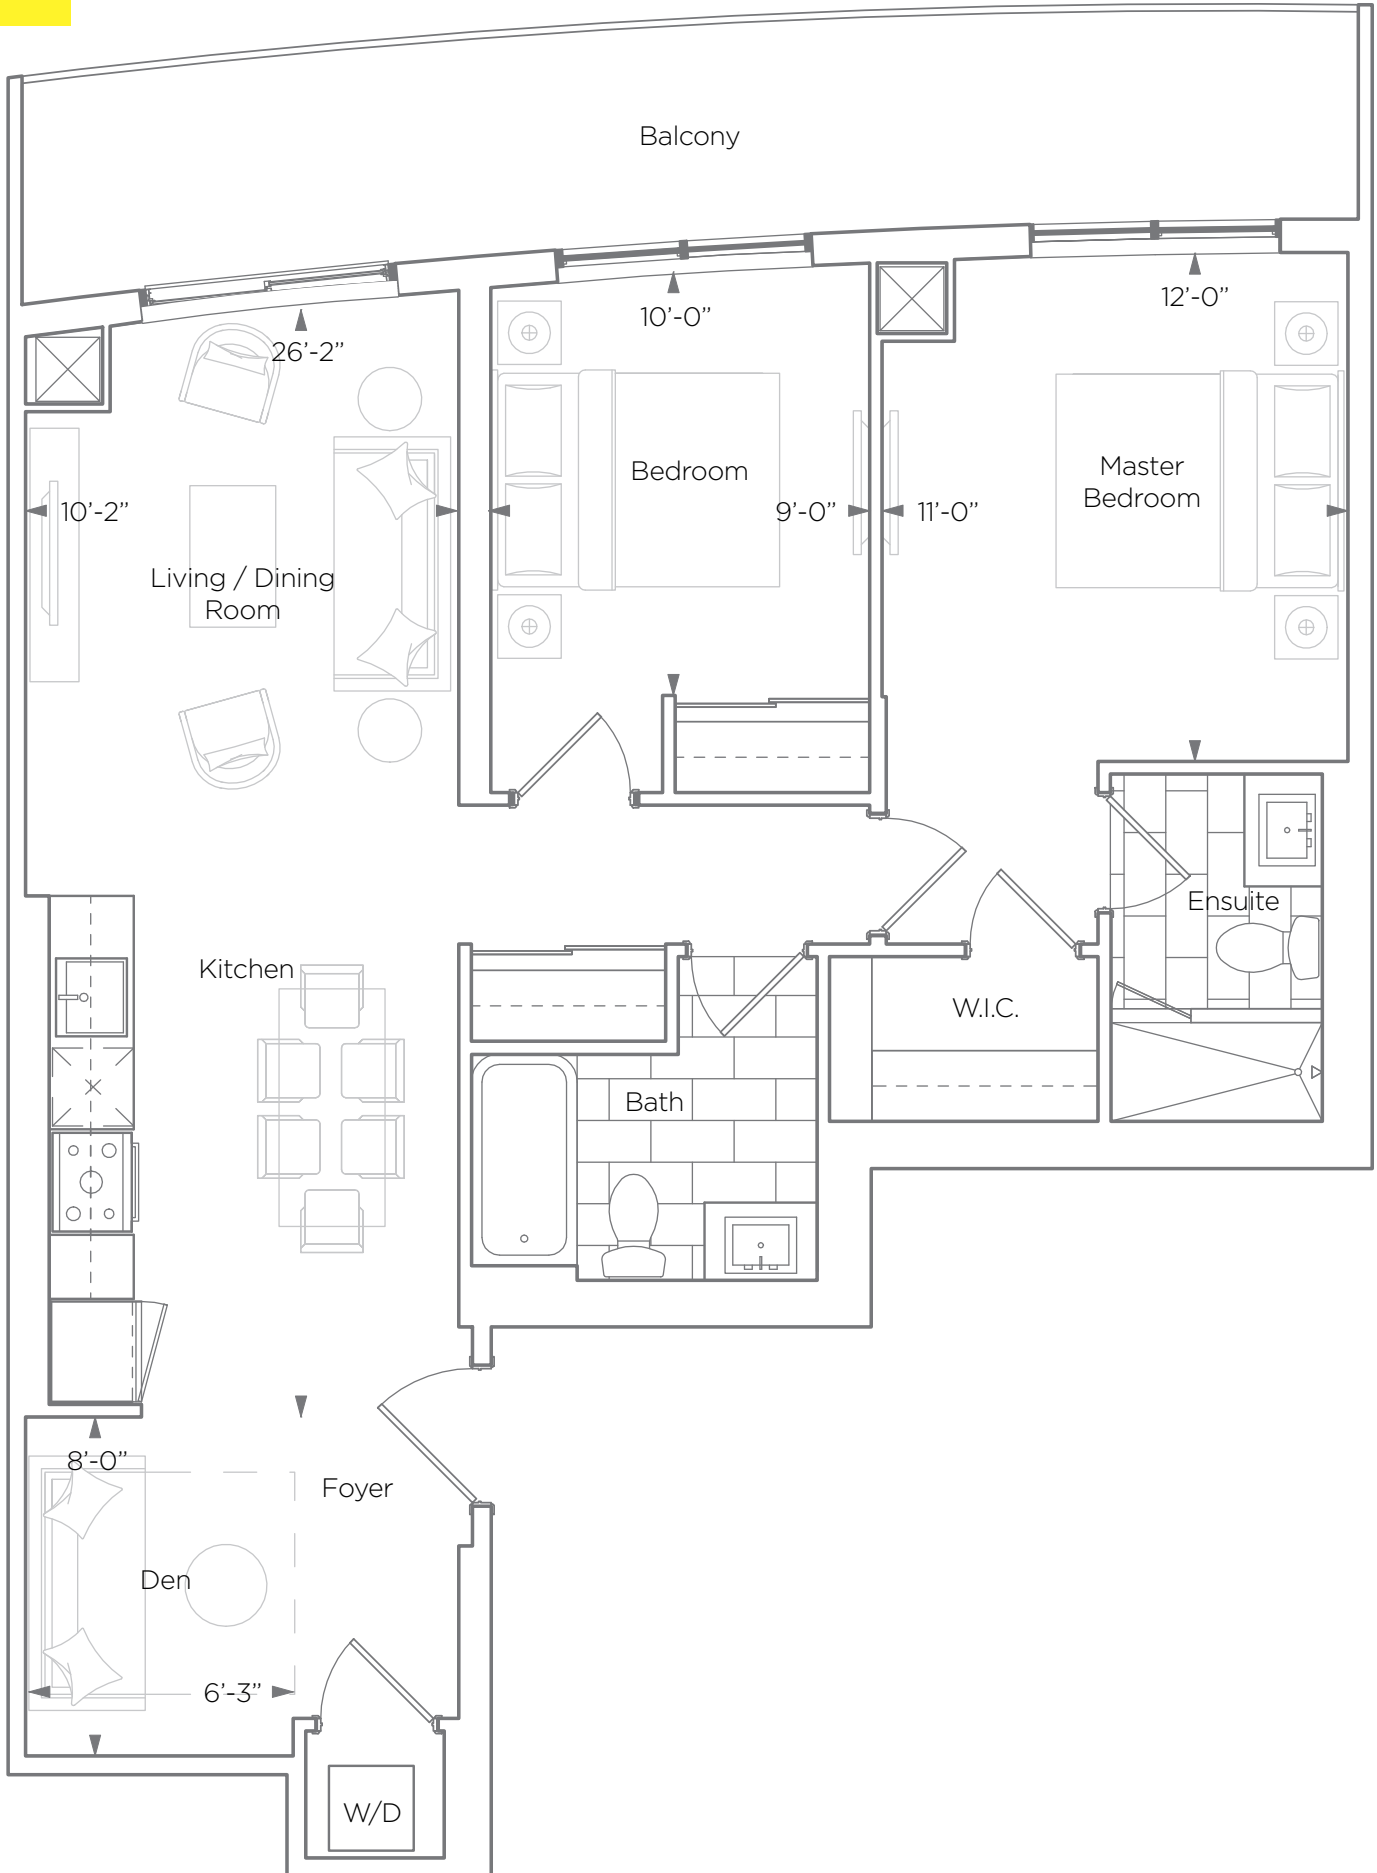 Balcony
12’-0”
10’-0”
26’-2”
Bedroom
Master
Bedroom
10’-2”
9’-0”
11’-0”
Living / Dining
Room
Ensuite
Kitchen
W.I.C.
Bath
8’-0”
Foyer
Den
6’-3”
W/D